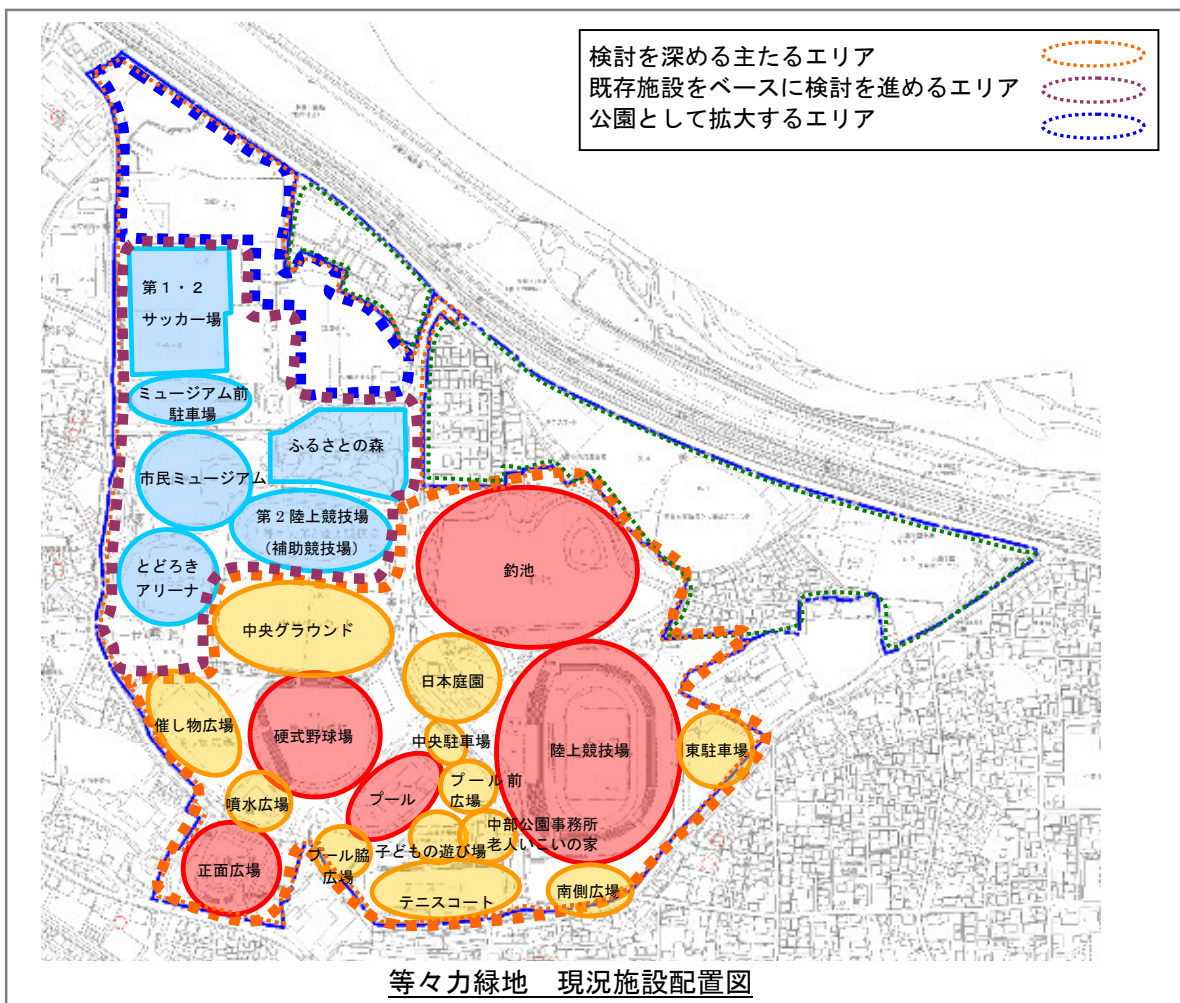 検討を深める主たるエリア
既存施設をベースに検討を進めるエリア
公園として拡大するエリア
第1・2
サッカー場
ミュージアム前
駐車場
ふるさとの森
市民ミュージアム
第2陸上競技場
(補助競技場)
とどろき
アリーナ
釣池
中央グラウンド
日本庭園
催し物広場
硬式野球場
中央駐車場
陸上競技場
東駐車場
プール前
広場
プール
噴水広場
中部公園事務所
老人いこいの家
子どもの遊び場
プール脇
広場
正面広場
テニスコート
南側広場
等々力緑地 現況施設配置図